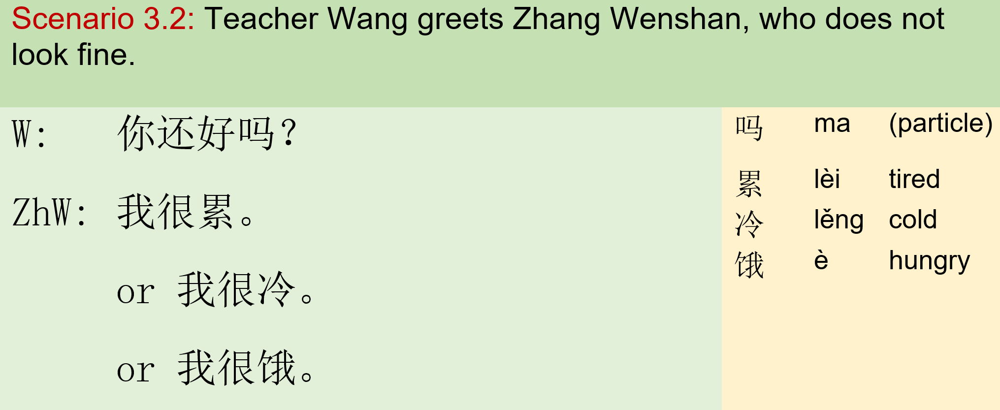 Scenario 3.2: Teacher Wang greets Zhang Wenshan, who does not
look fine.
W: 你还好吗？
ZhW: 我很累。
or 我很冷。
or 我很饿。
吗 ma (particle)
累 lèi tired
冷 lěng cold
饿 è hungry